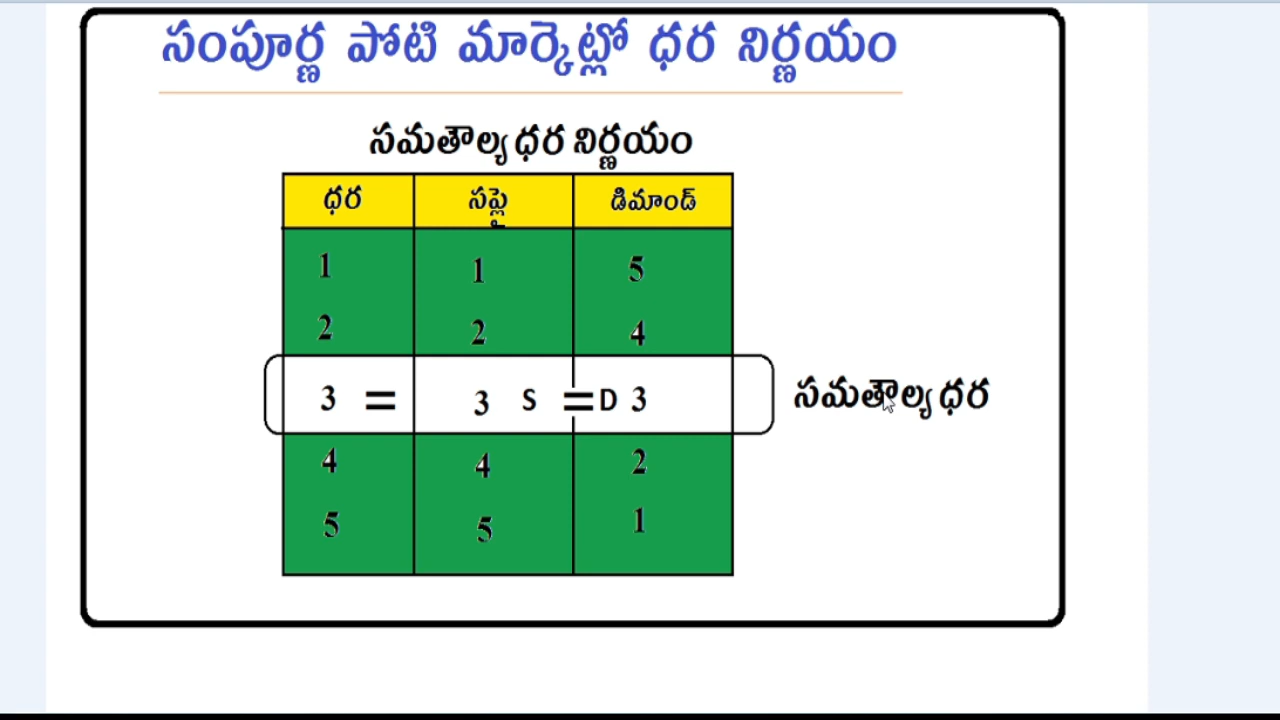 సంపూర్ణ పోటి మార్కెట్లో ధర నిర్ణయం
సమతౌల్య ధర నిర్ణయం
ధర సప్లై డిమాండ్
1 1 5
2 2 4
3 = 3 S = D 3 సమతౌల్య ధర
4 4 2
5 5 1